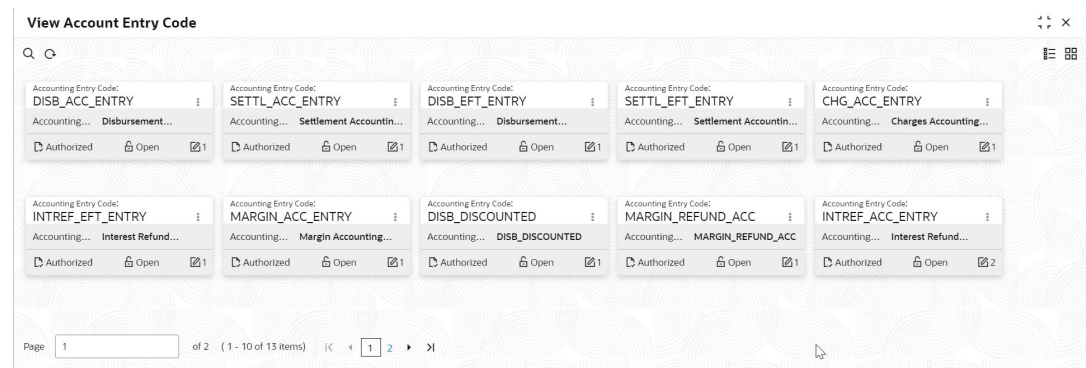 View Account Entry Code
Accounting Entry Code: Accounting Entry Code: Accounting Entry Code: Accounting Entry Code: Accounting Entry Code:
DISB_ACC_ENTRY SETTL_ACC_ENTRY DISB_EFT_ENTRY SETTL_EFT_ENTRY CHG_ACC_ENTRY
Accounting... Disbursement... Accounting... Settlement Accountin... Accounting... Disbursement... Accounting... Settlement Accountin... Accounting... Charges Accounting...
Authorized Open 1 Authorized Open 1 Authorized Open 1 Authorized Open 1 Authorized Open 1
Accounting Entry Code: Accounting Entry Code: Accounting Entry Code: Accounting Entry Code: Accounting Entry Code:
INTREF_EFT_ENTRY MARGIN_ACC_ENTRY DISB_DISCOUNTED MARGIN_REFUND_ACC INTREF_ACC_ENTRY
Accounting... Interest Refund... Accounting... Margin Accounting... Accounting... DISB_DISCOUNTED Accounting... MARGIN_REFUND_ACC Accounting... Interest Refund...
Authorized Open 1 Authorized Open 1 Authorized Open 1 Authorized Open 1 Authorized Open 2
Page 1 of 2 (1 - 10 of 13 items) 1 2